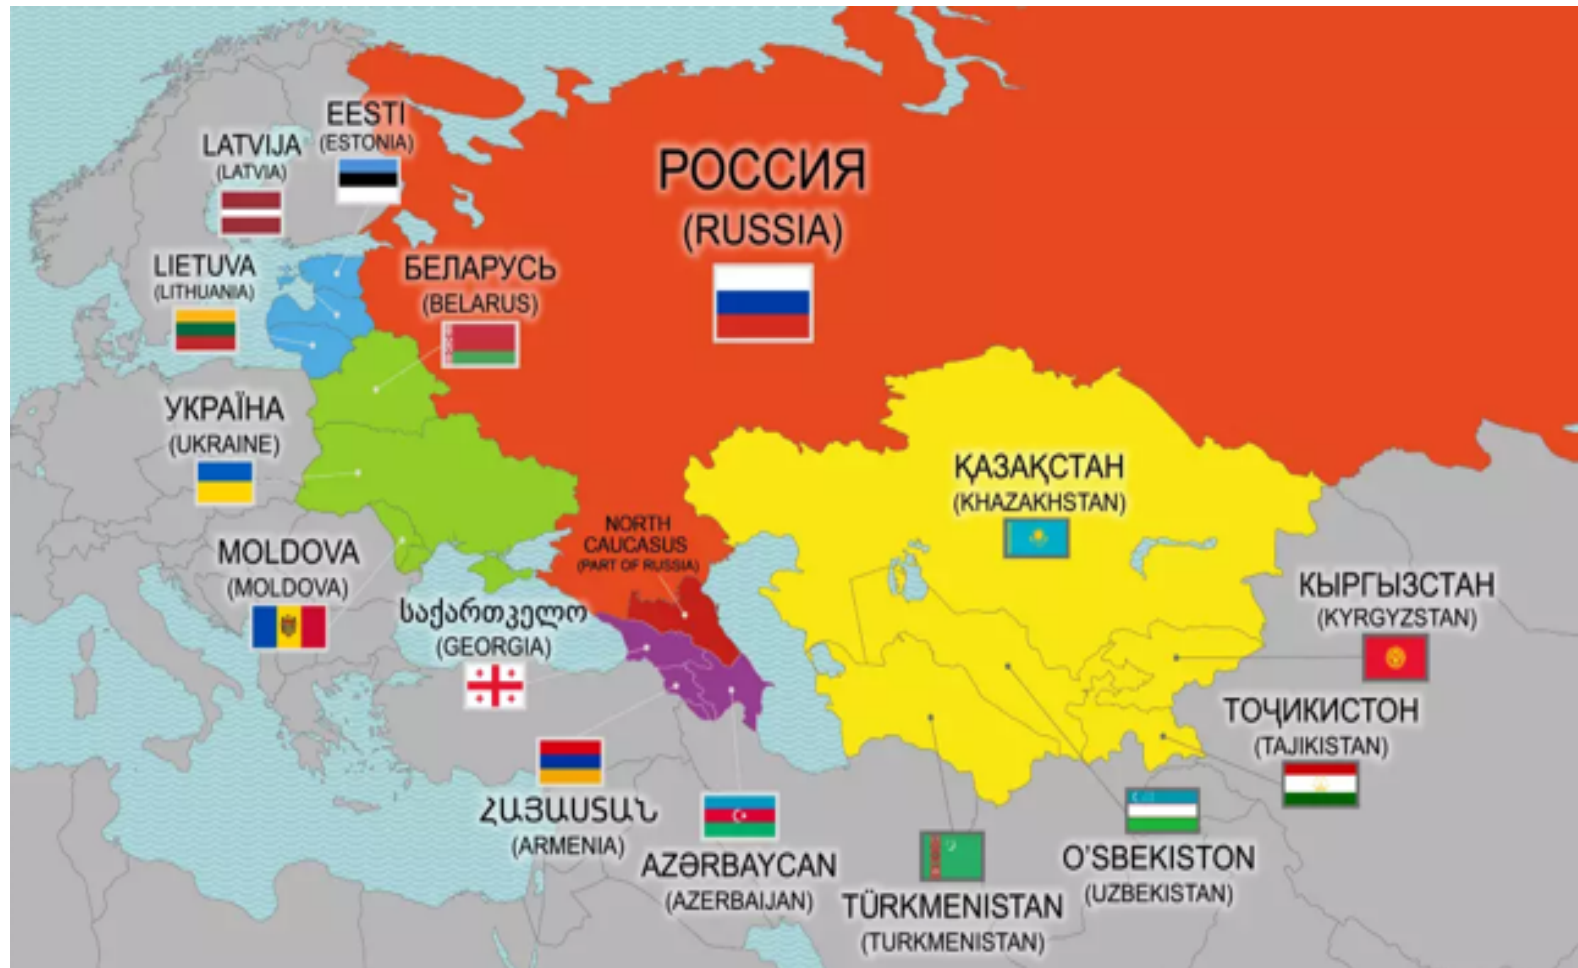 EESTI
(ESTONIA)
LATVIJA
(LATVIA)
РОССИЯ
(RUSSIA)
LIETUVA
(LITHUANIA)
БЕЛАРУСЬ
(BELARUS)
УКРАЇНА
(UKRAINE)
ҚАЗАҚСТАН
(KHAZAKHSTAN)
NORTH
CAUCASUS
(PART OF RUSSIA)
MOLDOVA
(MOLDOVA)
საქართველო
(GEORGIA)
КЫРГЫЗСТАН
(KYRGYZSTAN)
ТОҶИКИСТОН
(TAJIKISTAN)
ՀԱՅԱՍՏԱՆ
(ARMENIA)
AZƏRBAYCAN
(AZERBAIJAN)
O'SBEKISTON
(UZBEKISTAN)
TÜRKMENISTAN
(TURKMENISTAN)